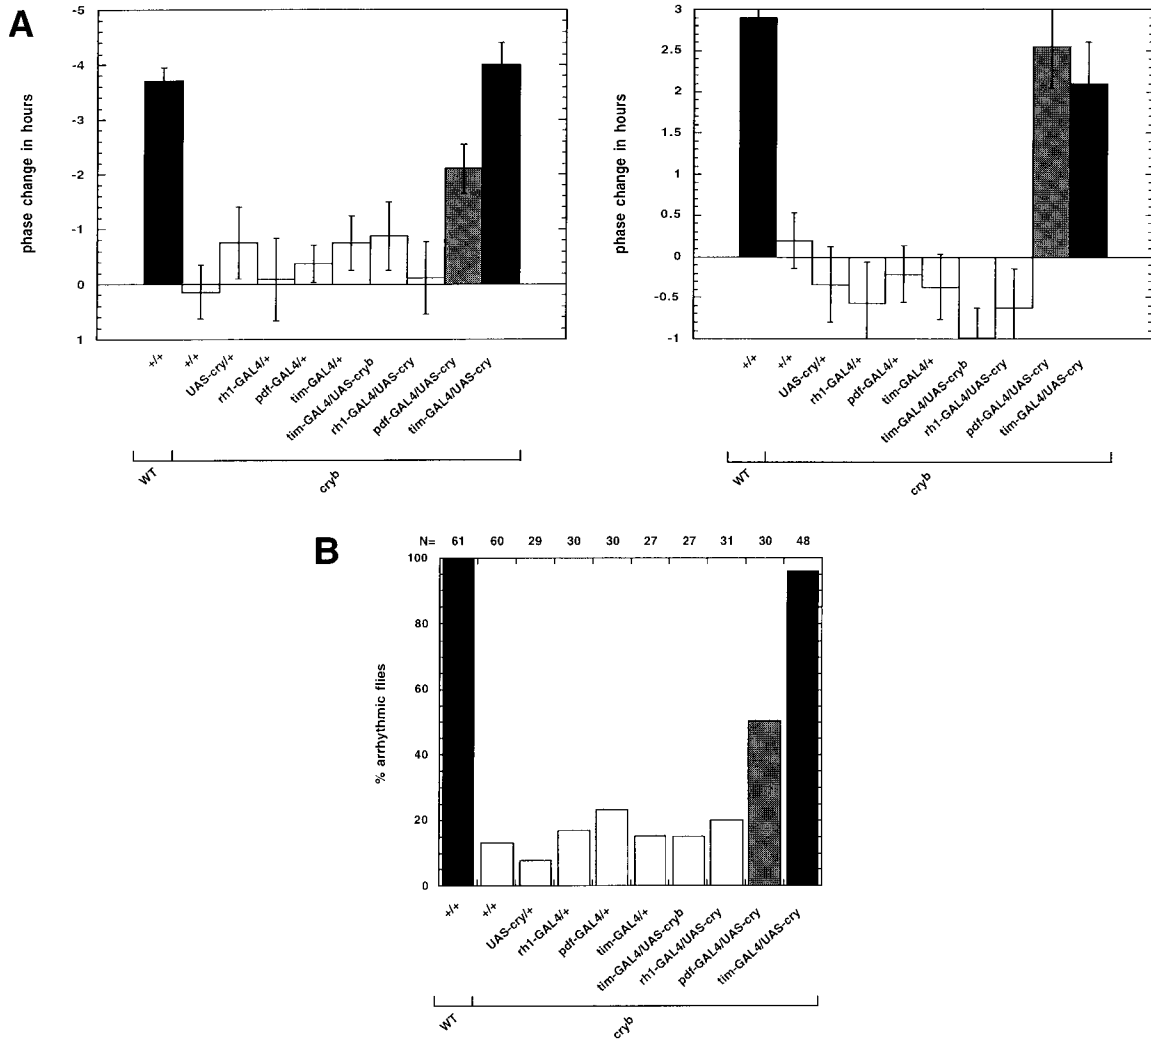 A
phase change in hours
-5
-4
-3
-2
-1
0
1
+/+
+/+
UAS-cry/+
rh1-GAL4/+
pdf-GAL4/+
tim-GAL4/+
tim-GAL4/UAS-cryb
rh1-GAL4/UAS-cry
pdf-GAL4/UAS-cry
tim-GAL4/UAS-cry
WT
cryb
phase change in hours
3
2.5
2
1.5
1
0.5
0
-0.5
-1
+/+
+/+
UAS-cry/+
rh1-GAL4/+
pdf-GAL4/+
tim-GAL4/+
tim-GAL4/UAS-cryb
rh1-GAL4/UAS-cry
pdf-GAL4/UAS-cry
tim-GAL4/UAS-cry
WT
cryb
B
N= 61 60 29 30 30 27 27 31 30 48
% arrhythmic flies
100
80
60
40
20
0
+/+
+/+
UAS-cry/+
rh1-GAL4/+
pdf-GAL4/+
tim-GAL4/+
tim-GAL4/UAS-cryb
rh1-GAL4/UAS-cry
pdf-GAL4/UAS-cry
tim-GAL4/UAS-cry
WT
cryb